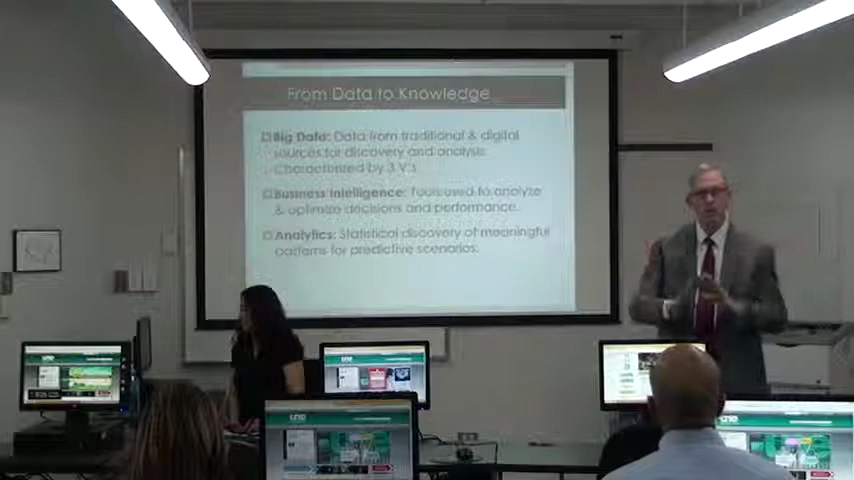 From Data to Knowledge
Big Data: Data from traditional & digital
sources for discovery and analysis.
Characterized by 3 V's
Business Intelligence: Tools used to analyze
& optimize decisions and performance.
Analytics: Statistical discovery of meaningful
patterns for predictive scenarios.